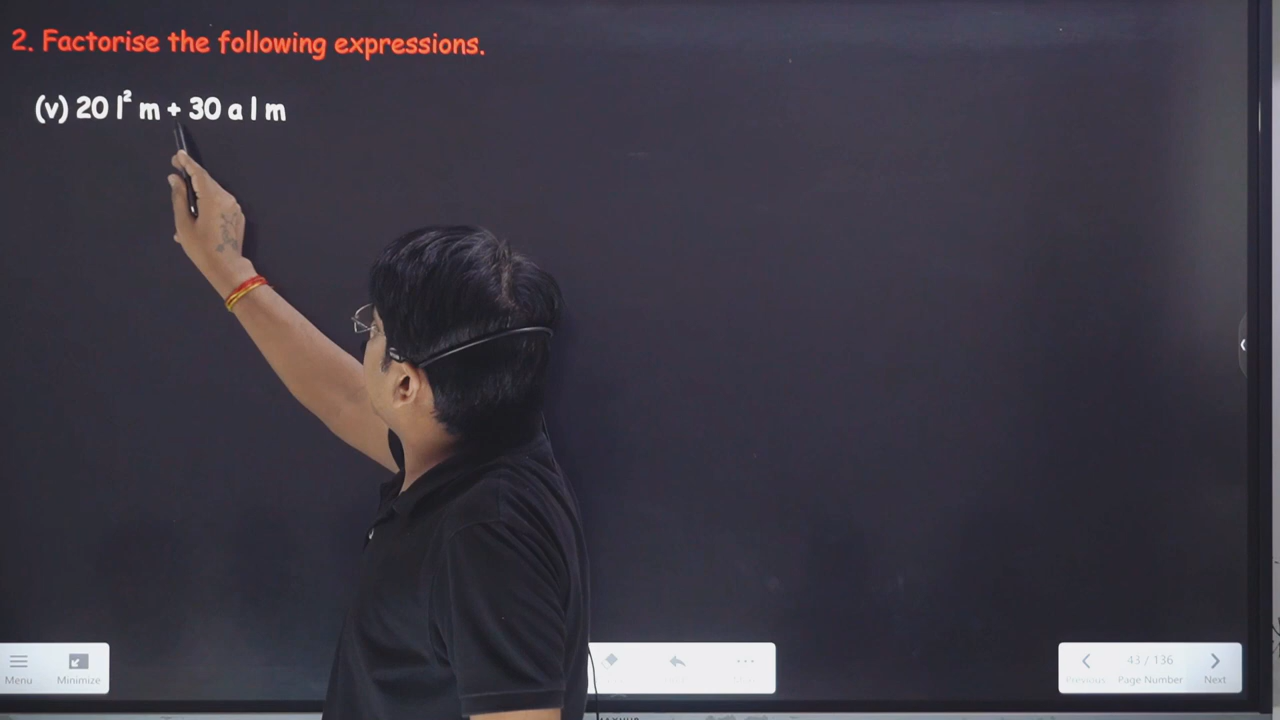 2. Factorise the following expressions.
(v) 20 l² m + 30 a l m
Menu
Minimize
43 / 136
Previous
Page Number
Next